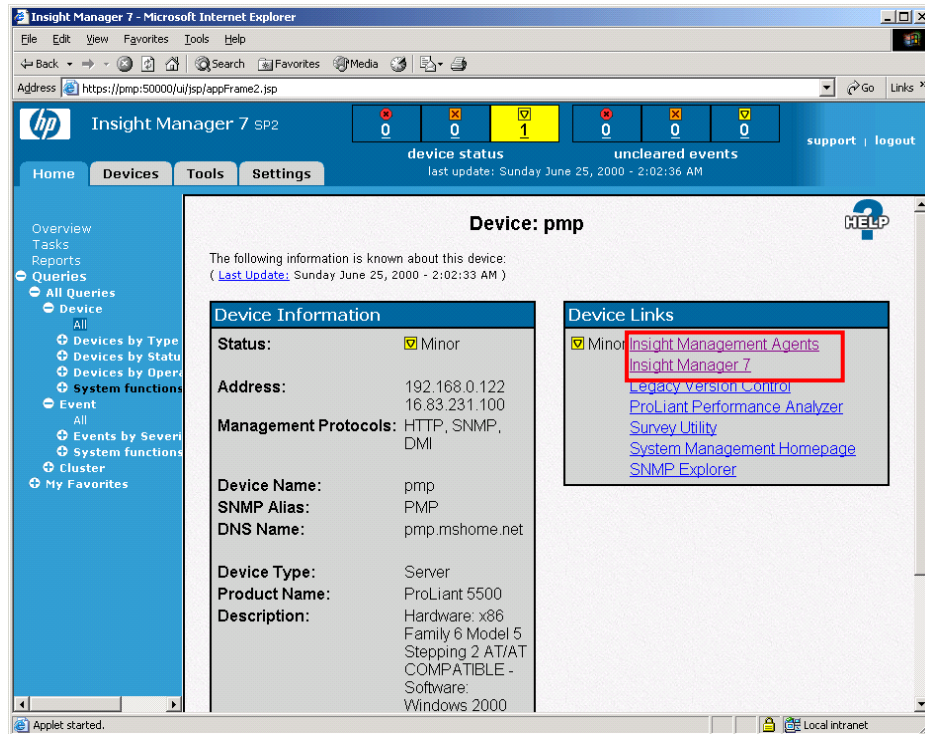 Insight Manager 7 - Microsoft Internet Explorer
File Edit View Favorites Tools Help
Back Search Favorites Media
Address https://pmp:50000/ui/jsp/appFrame2.jsp Go Links »
hp Insight Manager 7 SP2
0 0 1 0 0 0
device status uncleared events
last update: Sunday June 25, 2000 - 2:02:36 AM
support | logout
Home Devices Tools Settings
Overview
Tasks
Reports
Queries
All Queries
Device
All
Devices by Type
Devices by Statu
Devices by Opera
System functions
Event
All
Events by Severi
System functions
Cluster
My Favorites
Device: pmp
? HELP
The following information is known about this device:
( Last Update: Sunday June 25, 2000 - 2:02:33 AM )
Device Information
Status: Minor
Address: 192.168.0.122
16.83.231.100
Management Protocols: HTTP, SNMP,
DMI
Device Name: pmp
SNMP Alias: PMP
DNS Name: pmp.mshome.net
Device Type: Server
Product Name: ProLiant 5500
Description: Hardware: x86
Family 6 Model 5
Stepping 2 AT/AT
COMPATIBLE -
Software:
Windows 2000
Device Links
Minor Insight Management Agents
Insight Manager 7
Legacy Version Control
ProLiant Performance Analyzer
Survey Utility
System Management Homepage
SNMP Explorer
Applet started. Local intranet